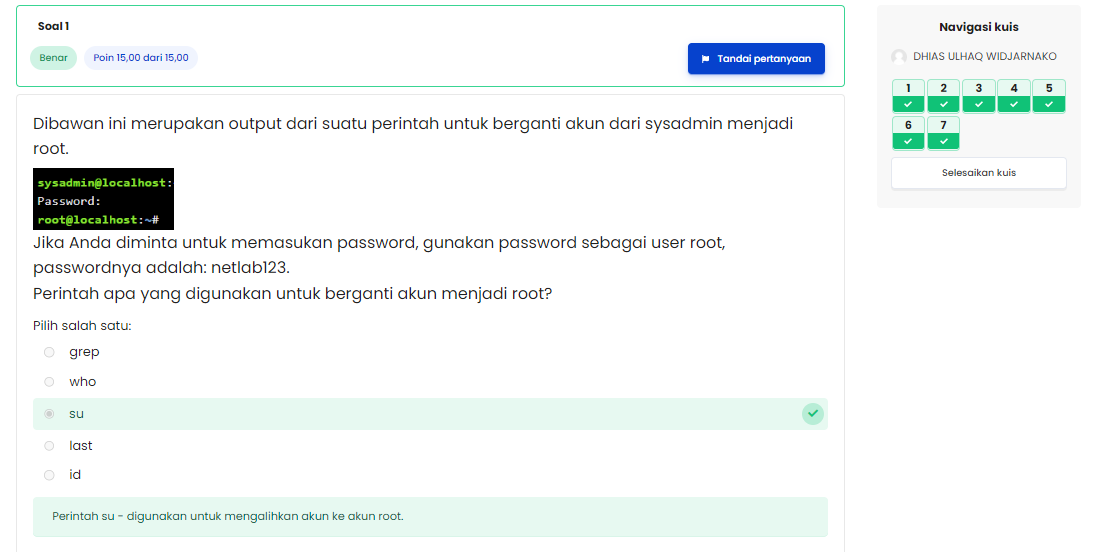 Soal 1
Benar
Poin 15,00 dari 15,00
Tandai pertanyaan
Dibawan ini merupakan output dari suatu perintah untuk berganti akun dari sysadmin menjadi
root.
sysadmin@localhost:
Password:
root@localhost:~#
Jika Anda diminta untuk memasukan password, gunakan password sebagai user root,
passwordnya adalah: netlab123.
Perintah apa yang digunakan untuk berganti akun menjadi root?
Pilih salah satu:
grep
who
su
last
id
Perintah su - digunakan untuk mengalihkan akun ke akun root.
Navigasi kuis
DHIAS ULHAQ WIDJARNAKO
1 2 3 4 5
6 7
Selesaikan kuis